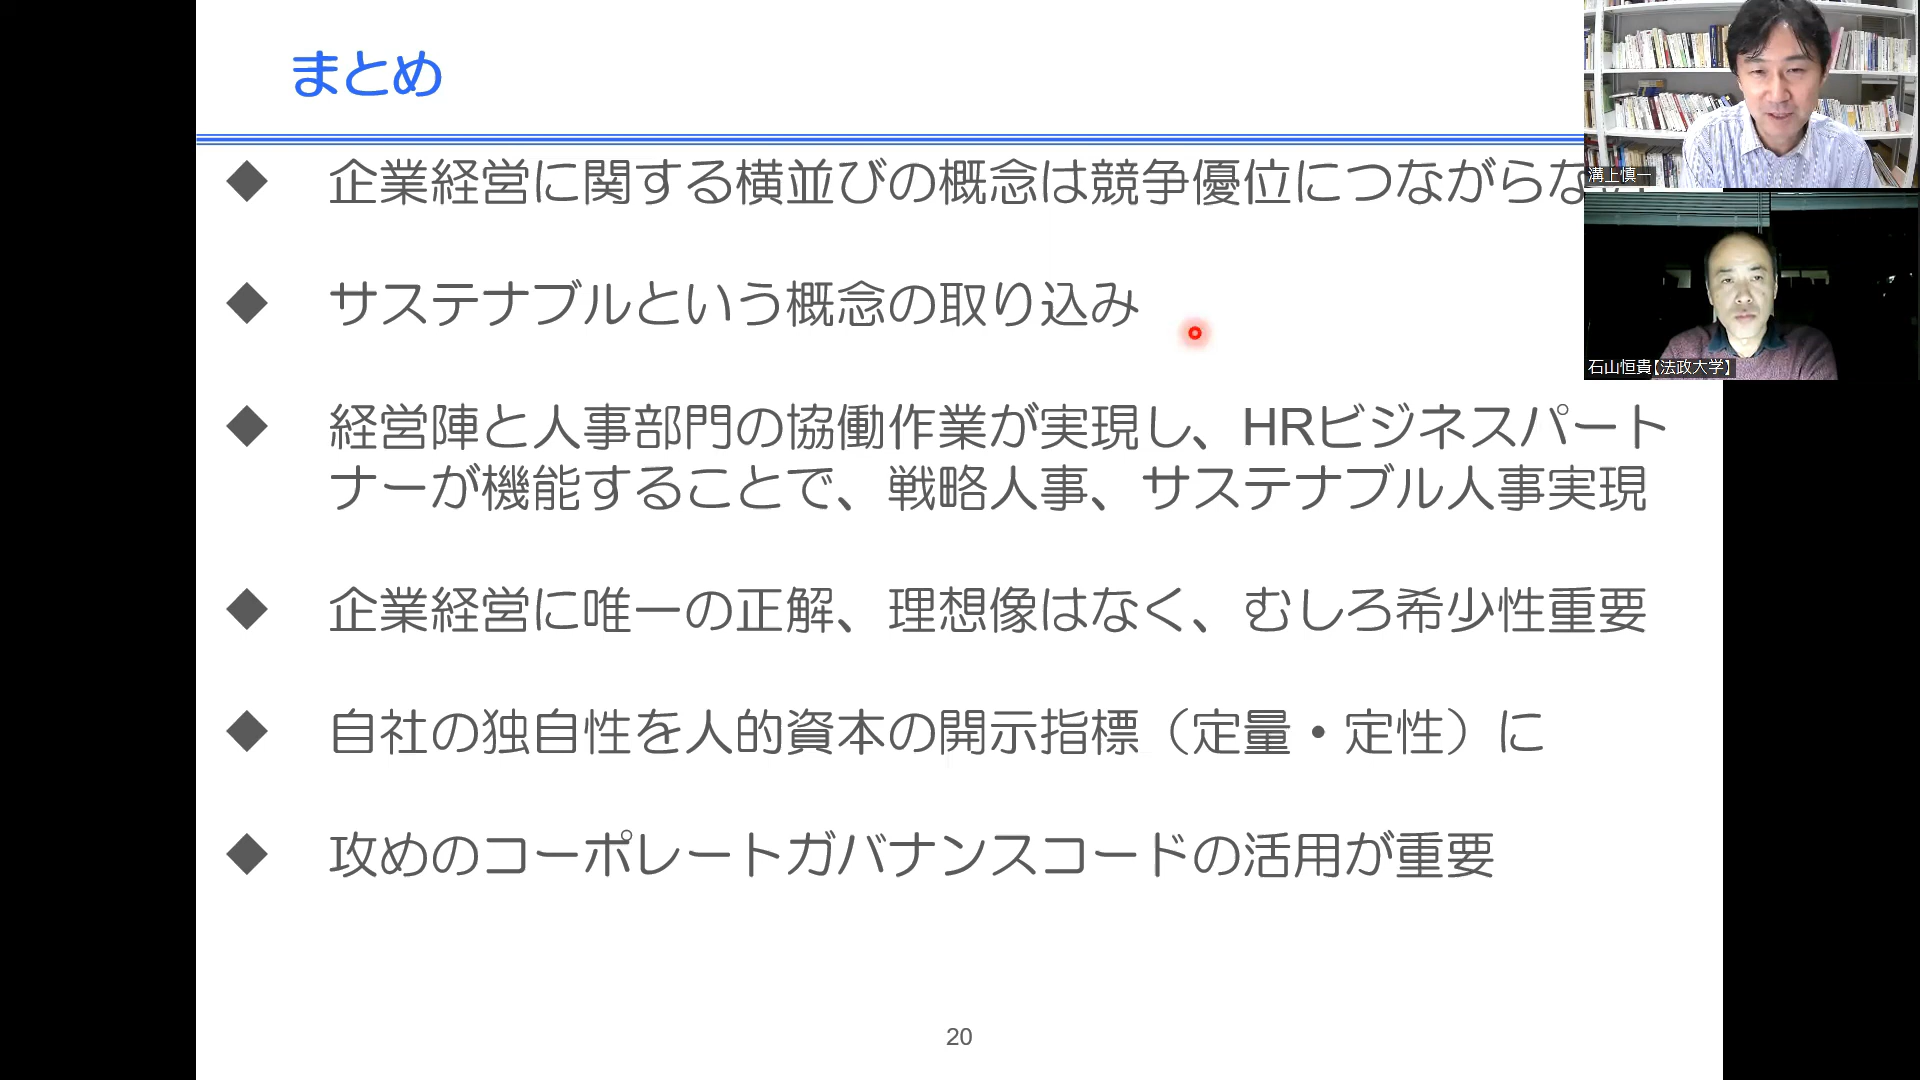 まとめ
◆ 企業経営に関する横並びの概念は競争優位につながらな
◆ サステナブルという概念の取り込み
◆ 経営陣と人事部門の協働作業が実現し、HRビジネスパート
ナーが機能することで、戦略人事、サステナブル人事実現
◆ 企業経営に唯一の正解、理想像はなく、むしろ希少性重要
◆ 自社の独自性を人的資本の開示指標（定量・定性）に
◆ 攻めのコーポレートガバナンスコードの活用が重要
20
溝上慎一
石山恒貴【法政大学】